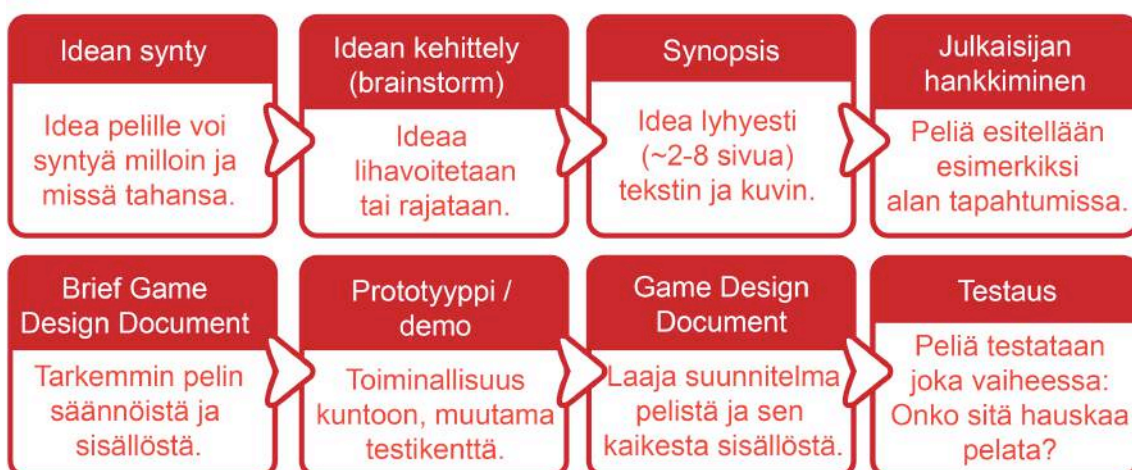 Idean synty
Idea pelille voi
syntyä milloin ja
missä tahansa.
Idean kehittely
(brainstorm)
Ideaa
lihavoitetaan
tai rajataan.
Synopsis
Idea lyhyesti
(~2-8 sivua)
tekstin ja kuvin.
Julkaisijan
hankkiminen
Peliä esitellään
esimerkiksi
alan tapahtumissa.
Brief Game
Design Document
Tarkemmin pelin
säännöistä ja
sisällöstä.
Prototyyppi /
demo
Toiminallisuus
kuntoon, muutama
testikenttä.
Game Design
Document
Laaja suunnitelma
pelistä ja sen
kaikesta sisällöstä.
Testaus
Peliä testataan
joka vaiheessa:
Onko sitä hauskaa
pelata?